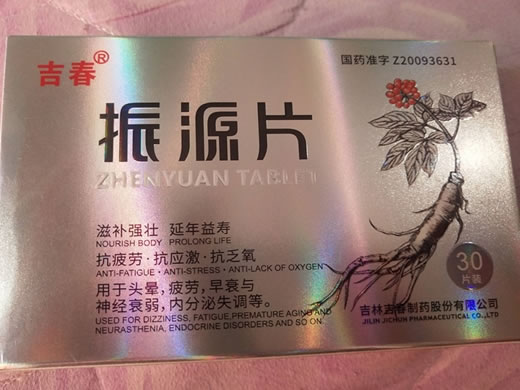 吉春®
国药准字 Z20093631
振源片
ZHENYUAN TABLET
滋补强壮 延年益寿
NOURISH BODY PROLONG LIFE
抗疲劳·抗应激·抗乏氧
ANTI-FATIGUE·ANTI-STRESS·ANTI-LACK OF OXYGEN
用于头晕,疲劳,早衰与
神经衰弱,内分泌失调等。
USED FOR DIZZINESS, FATIGUE,PREMATURE AGING AND
NEURASTHENIA, ENDOCRINE DISORDERS AND SO ON.
30
片装
吉林吉春制药股份有限公司
JILIN JICHUN PHARMACEUTICAL CO.,LTD